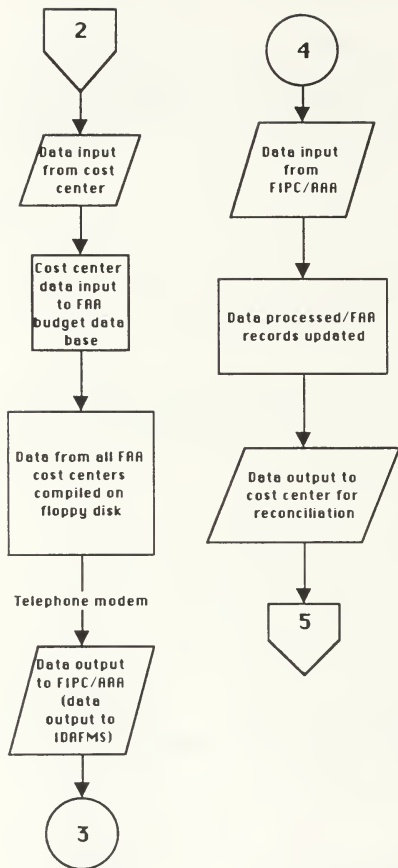 2
Data input
from cost
center
Cost center
data input
to FAA
budget data
base
Data from all FAA
cost centers
compiled on
floppy disk
Telephone modem
Data output
to FIPC/AAA
(data
output to
IDAFMS)
3
4
Data input
from
FIPC/AAA
Data processed/FAA
records updated
Data output to
cost center for
reconciliation
5